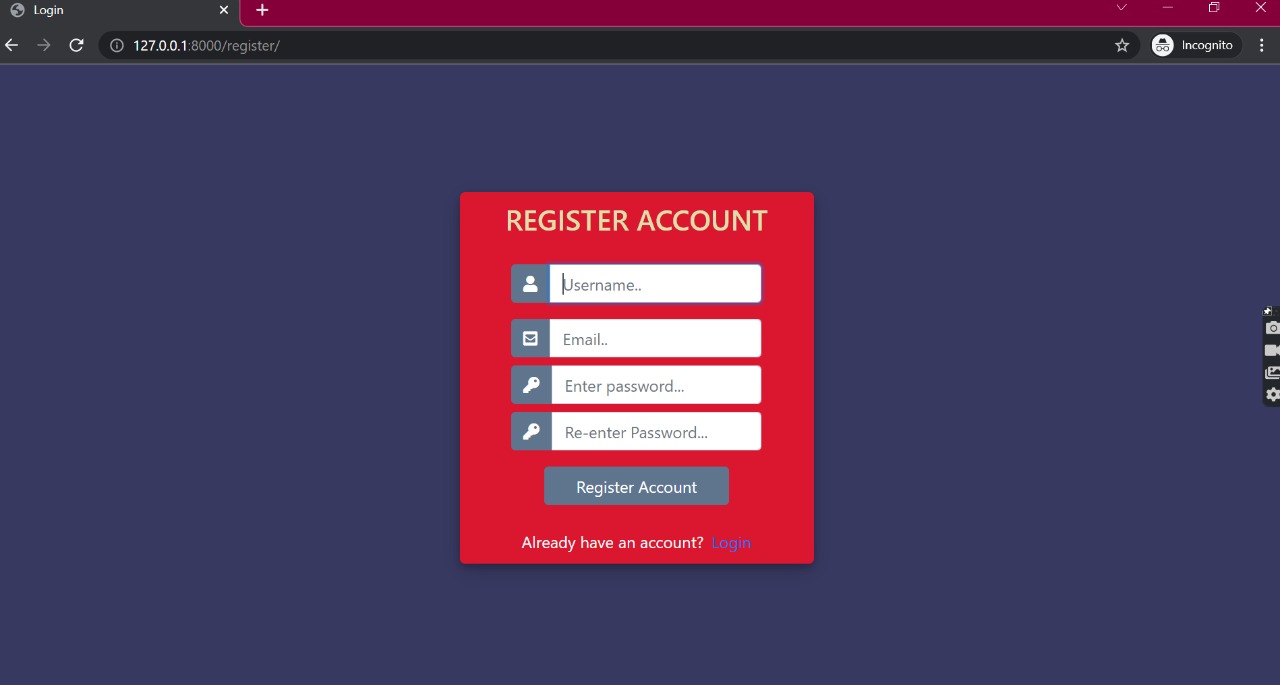 Login
127.0.0.1:8000/register/
Incognito
REGISTER ACCOUNT
Username..
Email..
Enter password...
Re-enter Password...
Register Account
Already have an account? Login